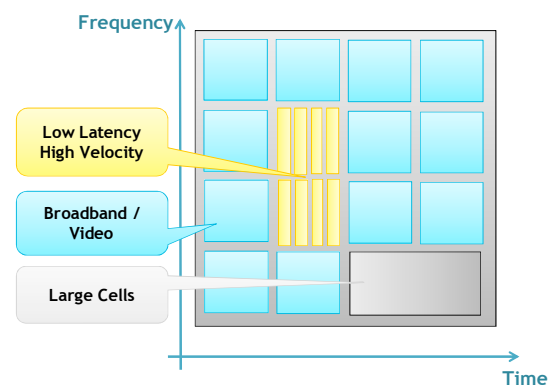 Frequency
Low Latency
High Velocity
Broadband /
Video
Large Cells
Time